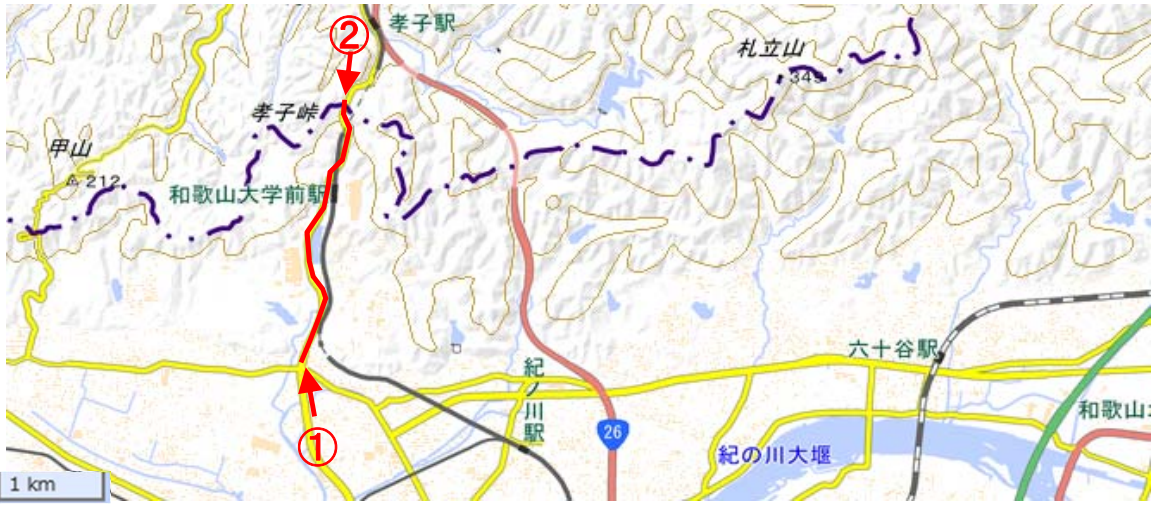 ②
孝子駅
札立山
349
孝子峠
甲山
212
和歌山大学前駅
六十谷駅
紀ノ川駅
和歌山
①
26
紀の川大堰
1 km